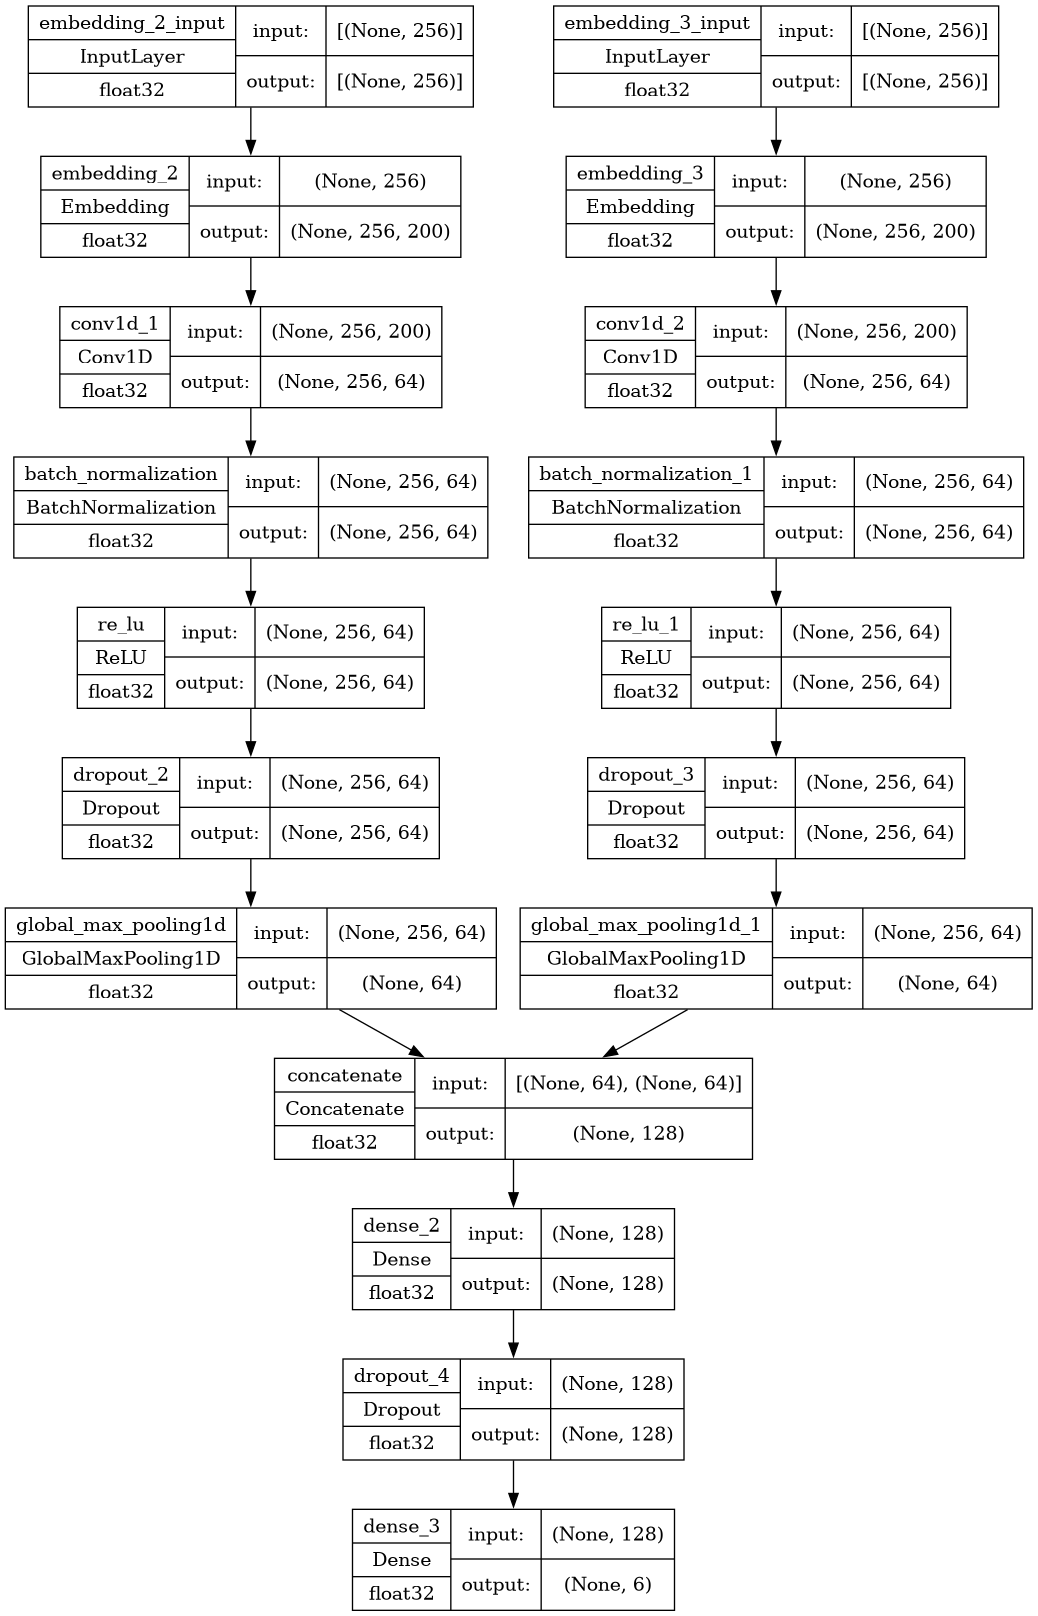 embedding_2_input
InputLayer
float32
input:
[(None, 256)]
output:
[(None, 256)]
embedding_3_input
InputLayer
float32
input:
[(None, 256)]
output:
[(None, 256)]
embedding_2
Embedding
float32
input:
(None, 256)
output:
(None, 256, 200)
embedding_3
Embedding
float32
input:
(None, 256)
output:
(None, 256, 200)
conv1d_1
Conv1D
float32
input:
(None, 256, 200)
output:
(None, 256, 64)
conv1d_2
Conv1D
float32
input:
(None, 256, 200)
output:
(None, 256, 64)
batch_normalization
BatchNormalization
float32
input:
(None, 256, 64)
output:
(None, 256, 64)
batch_normalization_1
BatchNormalization
float32
input:
(None, 256, 64)
output:
(None, 256, 64)
re_lu
ReLU
float32
input:
(None, 256, 64)
output:
(None, 256, 64)
re_lu_1
ReLU
float32
input:
(None, 256, 64)
output:
(None, 256, 64)
dropout_2
Dropout
float32
input:
(None, 256, 64)
output:
(None, 256, 64)
dropout_3
Dropout
float32
input:
(None, 256, 64)
output:
(None, 256, 64)
global_max_pooling1d
GlobalMaxPooling1D
float32
input:
(None, 256, 64)
output:
(None, 64)
global_max_pooling1d_1
GlobalMaxPooling1D
float32
input:
(None, 256, 64)
output:
(None, 64)
concatenate
Concatenate
float32
input:
[(None, 64), (None, 64)]
output:
(None, 128)
dense_2
Dense
float32
input:
(None, 128)
output:
(None, 128)
dropout_4
Dropout
float32
input:
(None, 128)
output:
(None, 128)
dense_3
Dense
float32
input:
(None, 128)
output:
(None, 6)